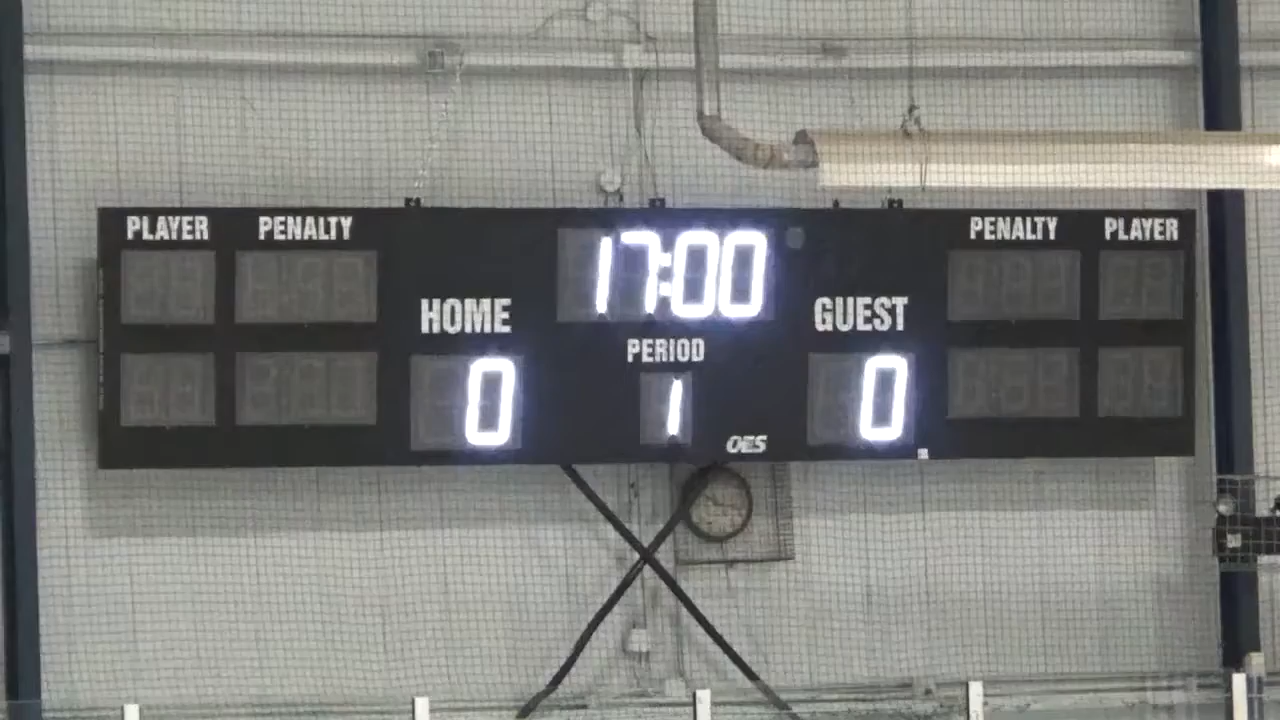 PLAYER PENALTY 17:00 PENALTY PLAYER
HOME GUEST
PERIOD
0 1 0
OES